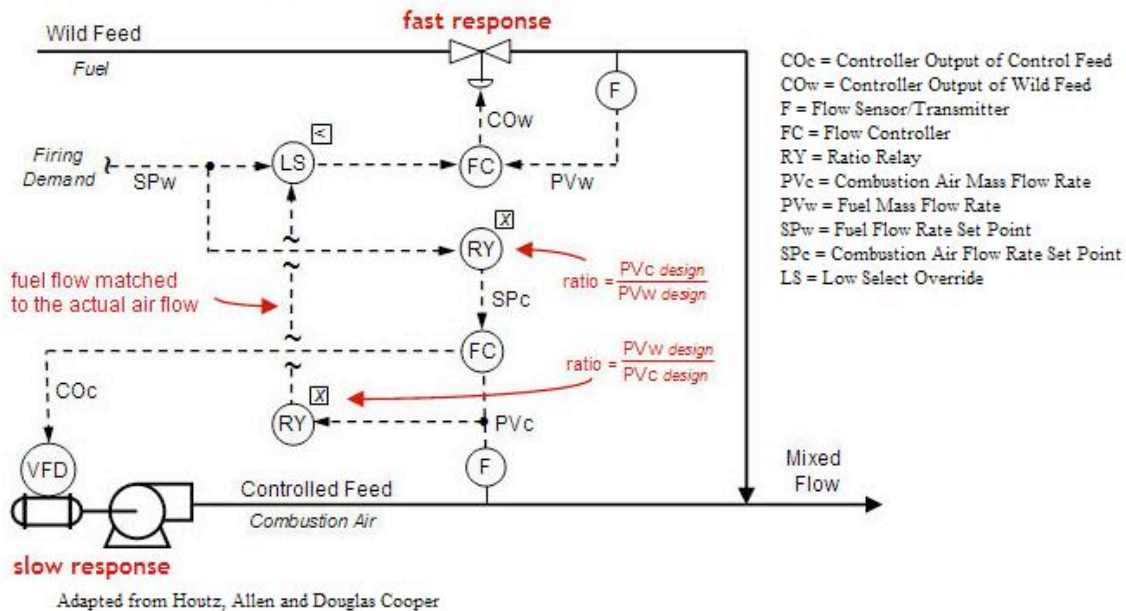 fast response
Wild Feed
Fuel
F
COw
<
Firing
Demand
SPw
LS
FC
PVw
X
RY
ratio = PVc design
PVw design
fuel flow matched
to the actual air flow
SPc
FC
ratio = PVw design
PVc design
COc
X
RY
PVc
VFD
F
Controlled Feed
Combustion Air
Mixed
Flow
slow response
COc = Controller Output of Control Feed
COw = Controller Output of Wild Feed
F = Flow Sensor/Transmitter
FC = Flow Controller
RY = Ratio Relay
PVc = Combustion Air Mass Flow Rate
PVw = Fuel Mass Flow Rate
SPw = Fuel Flow Rate Set Point
SPc = Combustion Air Flow Rate Set Point
LS = Low Select Override
Adapted from Houtz, Allen and Douglas Cooper